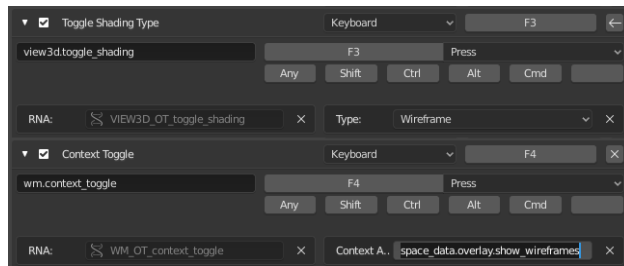 Toggle Shading Type Keyboard F3
view3d.toggle_shading F3 Press
Any Shift Ctrl Alt Cmd
RNA: VIEW3D_OT_toggle_shading Type: Wireframe
Context Toggle Keyboard F4
wm.context_toggle F4 Press
Any Shift Ctrl Alt Cmd
RNA: WM_OT_context_toggle Context A.. space_data.overlay.show_wireframes